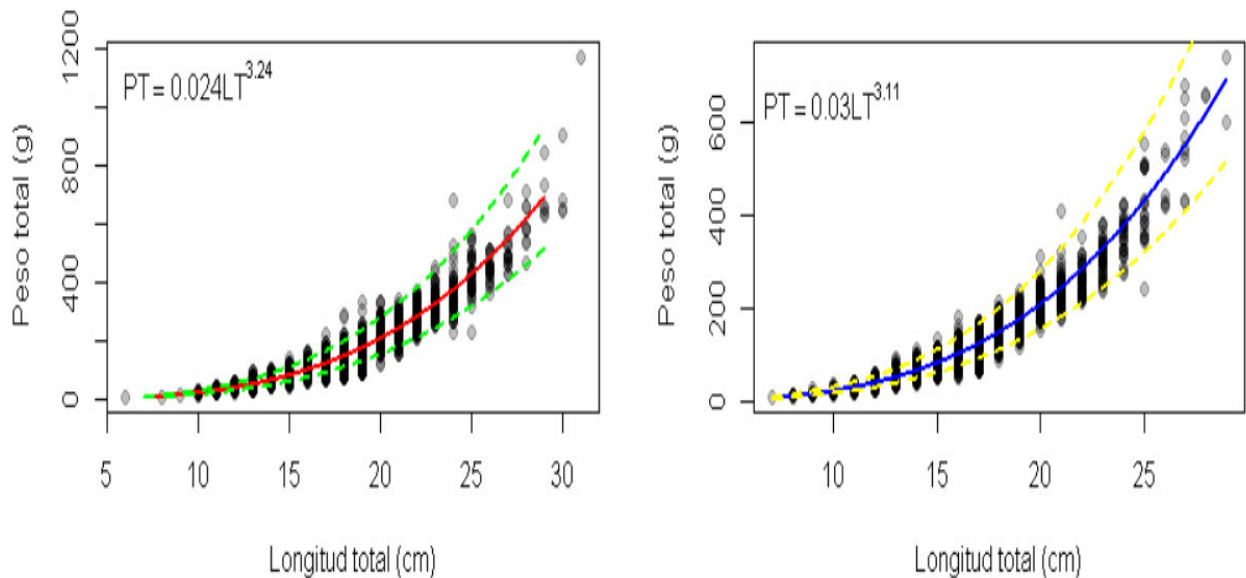 PT = 0.024LT^3.24
Peso total (g)
1200
800
400
0
5 10 15 20 25 30
Longitud total (cm)
PT = 0.03LT^3.11
Peso total (g)
600
400
200
0
10 15 20 25
Longitud total (cm)